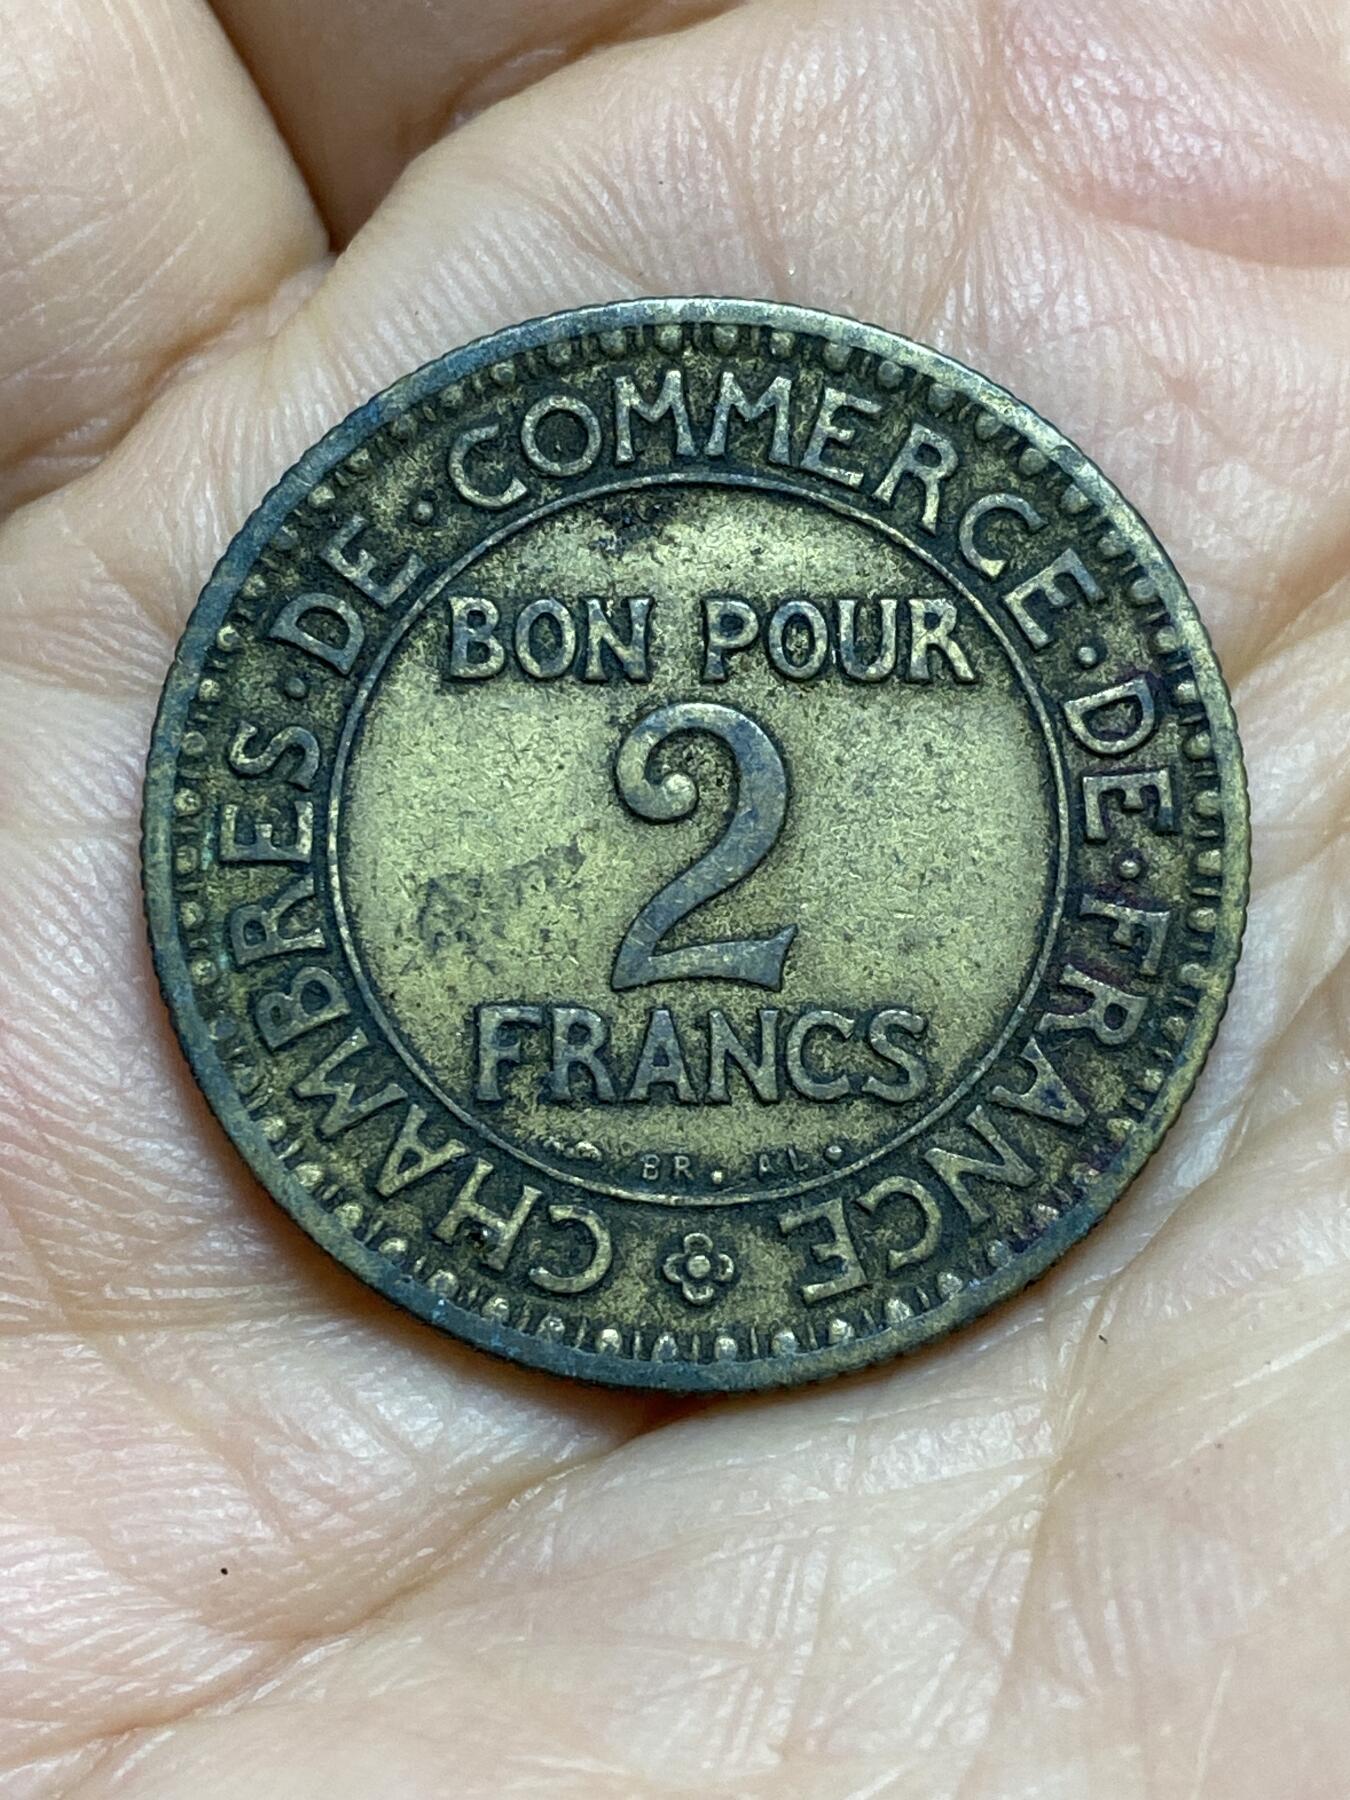 CHAMBRES·DE·COMMERCE·DE·FRANCE
BON POUR
2
FRANCS
BR. AL.